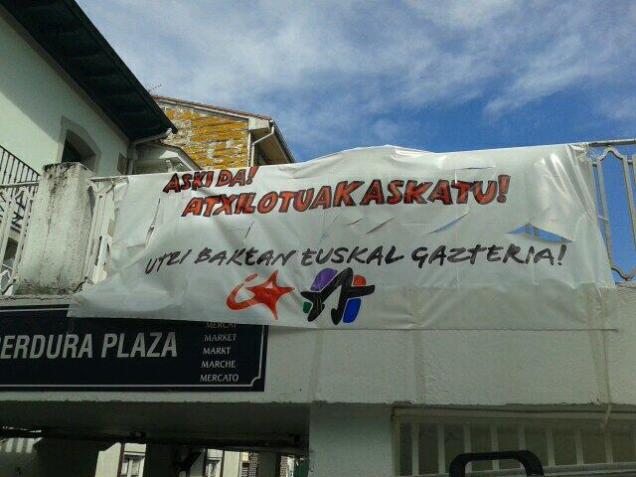 ASKI DA!
ATXILOTUAK ASKATU!
UTZI BAKEAN EUSKAL GAZTERIA!
ERDURA PLAZA
MERCAT
MARKET
MARKT
MARCHE
MERCATO